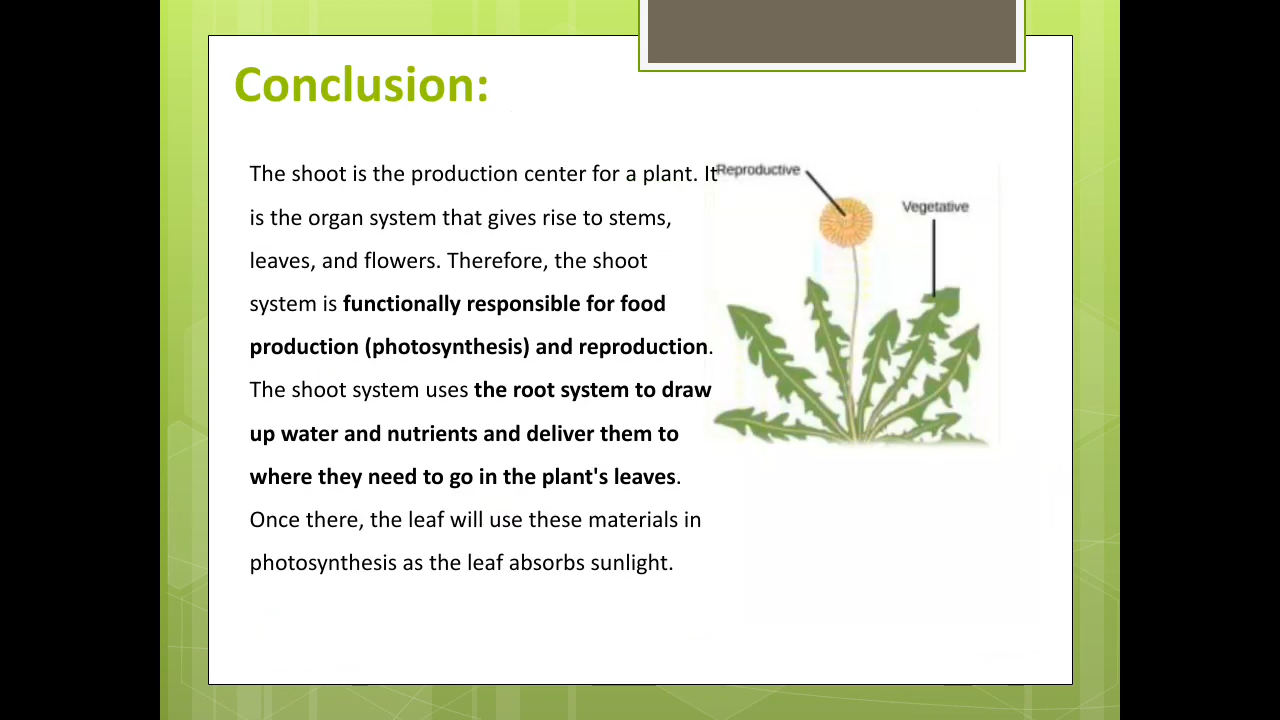 Conclusion:
The shoot is the production center for a plant. It
is the organ system that gives rise to stems,
leaves, and flowers. Therefore, the shoot
system is functionally responsible for food
production (photosynthesis) and reproduction.
The shoot system uses the root system to draw
up water and nutrients and deliver them to
where they need to go in the plant's leaves.
Once there, the leaf will use these materials in
photosynthesis as the leaf absorbs sunlight.
Reproductive
Vegetative